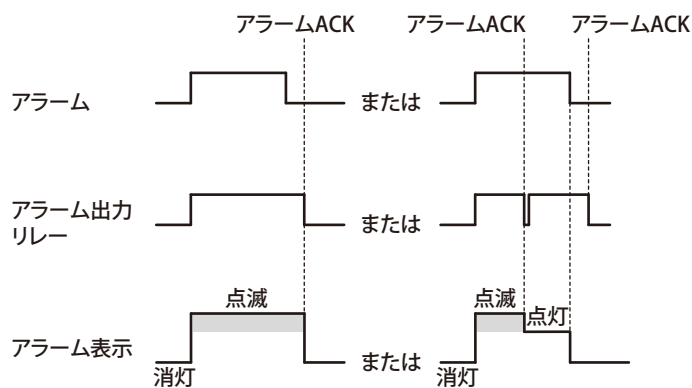 アラームACK アラームACK アラームACK
アラーム または
アラーム出力
リレー または
点滅 点滅 点灯
アラーム表示 または
消灯 消灯